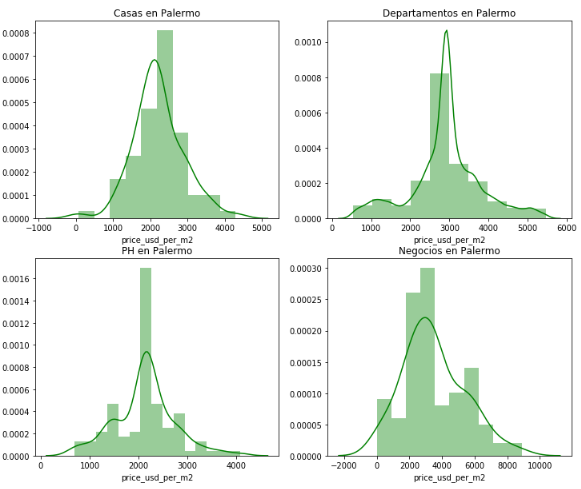 Casas en Palermo
0.0008
0.0007
0.0006
0.0005
0.0004
0.0003
0.0002
0.0001
0.0000
-1000 0 1000 2000 3000 4000 5000
price_usd_per_m2
Departamentos en Palermo
0.0010
0.0008
0.0006
0.0004
0.0002
0.0000
0 1000 2000 3000 4000 5000 6000
price_usd_per_m2
PH en Palermo
0.0016
0.0014
0.0012
0.0010
0.0008
0.0006
0.0004
0.0002
0.0000
0 1000 2000 3000 4000
price_usd_per_m2
Negocios en Palermo
0.00030
0.00025
0.00020
0.00015
0.00010
0.00005
0.00000
−2000 0 2000 4000 6000 8000 10000
price_usd_per_m2